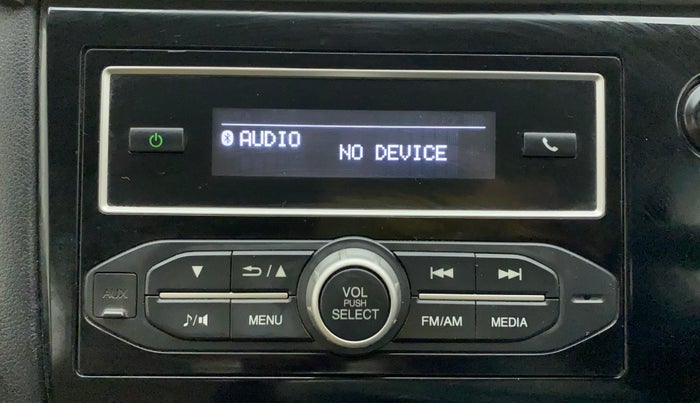 AUDIO
NO DEVICE
AUX
VOL
PUSH
SELECT
MENU
FM/AM
MEDIA